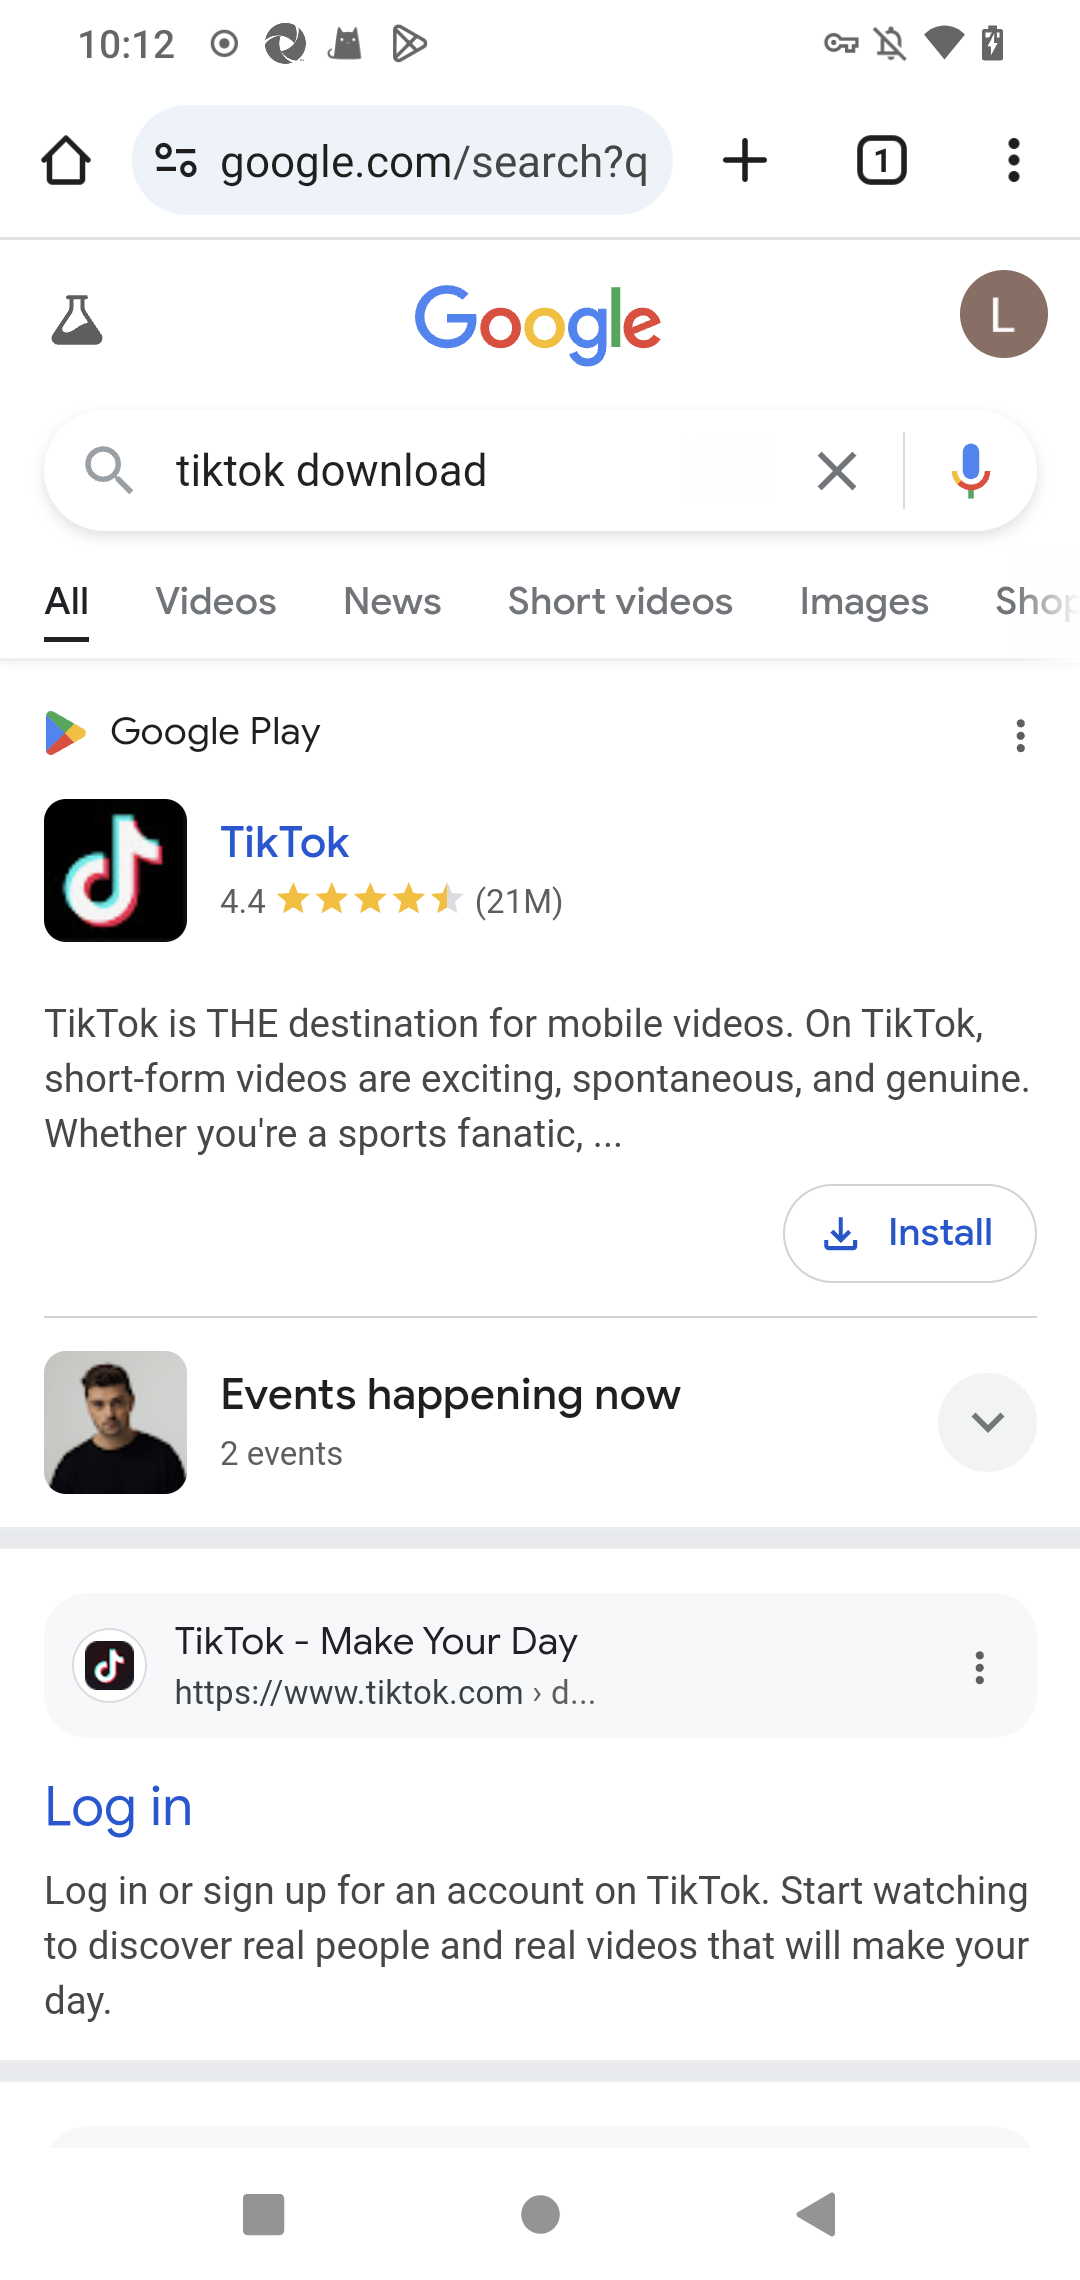 10:12
google.com/search?q
1
Google
L
tiktok download
All Videos News Short videos Images Shop
Google Play
TikTok
4.4 (21M)
TikTok is THE destination for mobile videos. On TikTok,
short-form videos are exciting, spontaneous, and genuine.
Whether you're a sports fanatic, ...
Install
Events happening now
2 events
TikTok - Make Your Day
https://www.tiktok.com › d...
Log in
Log in or sign up for an account on TikTok. Start watching
to discover real people and real videos that will make your
day.